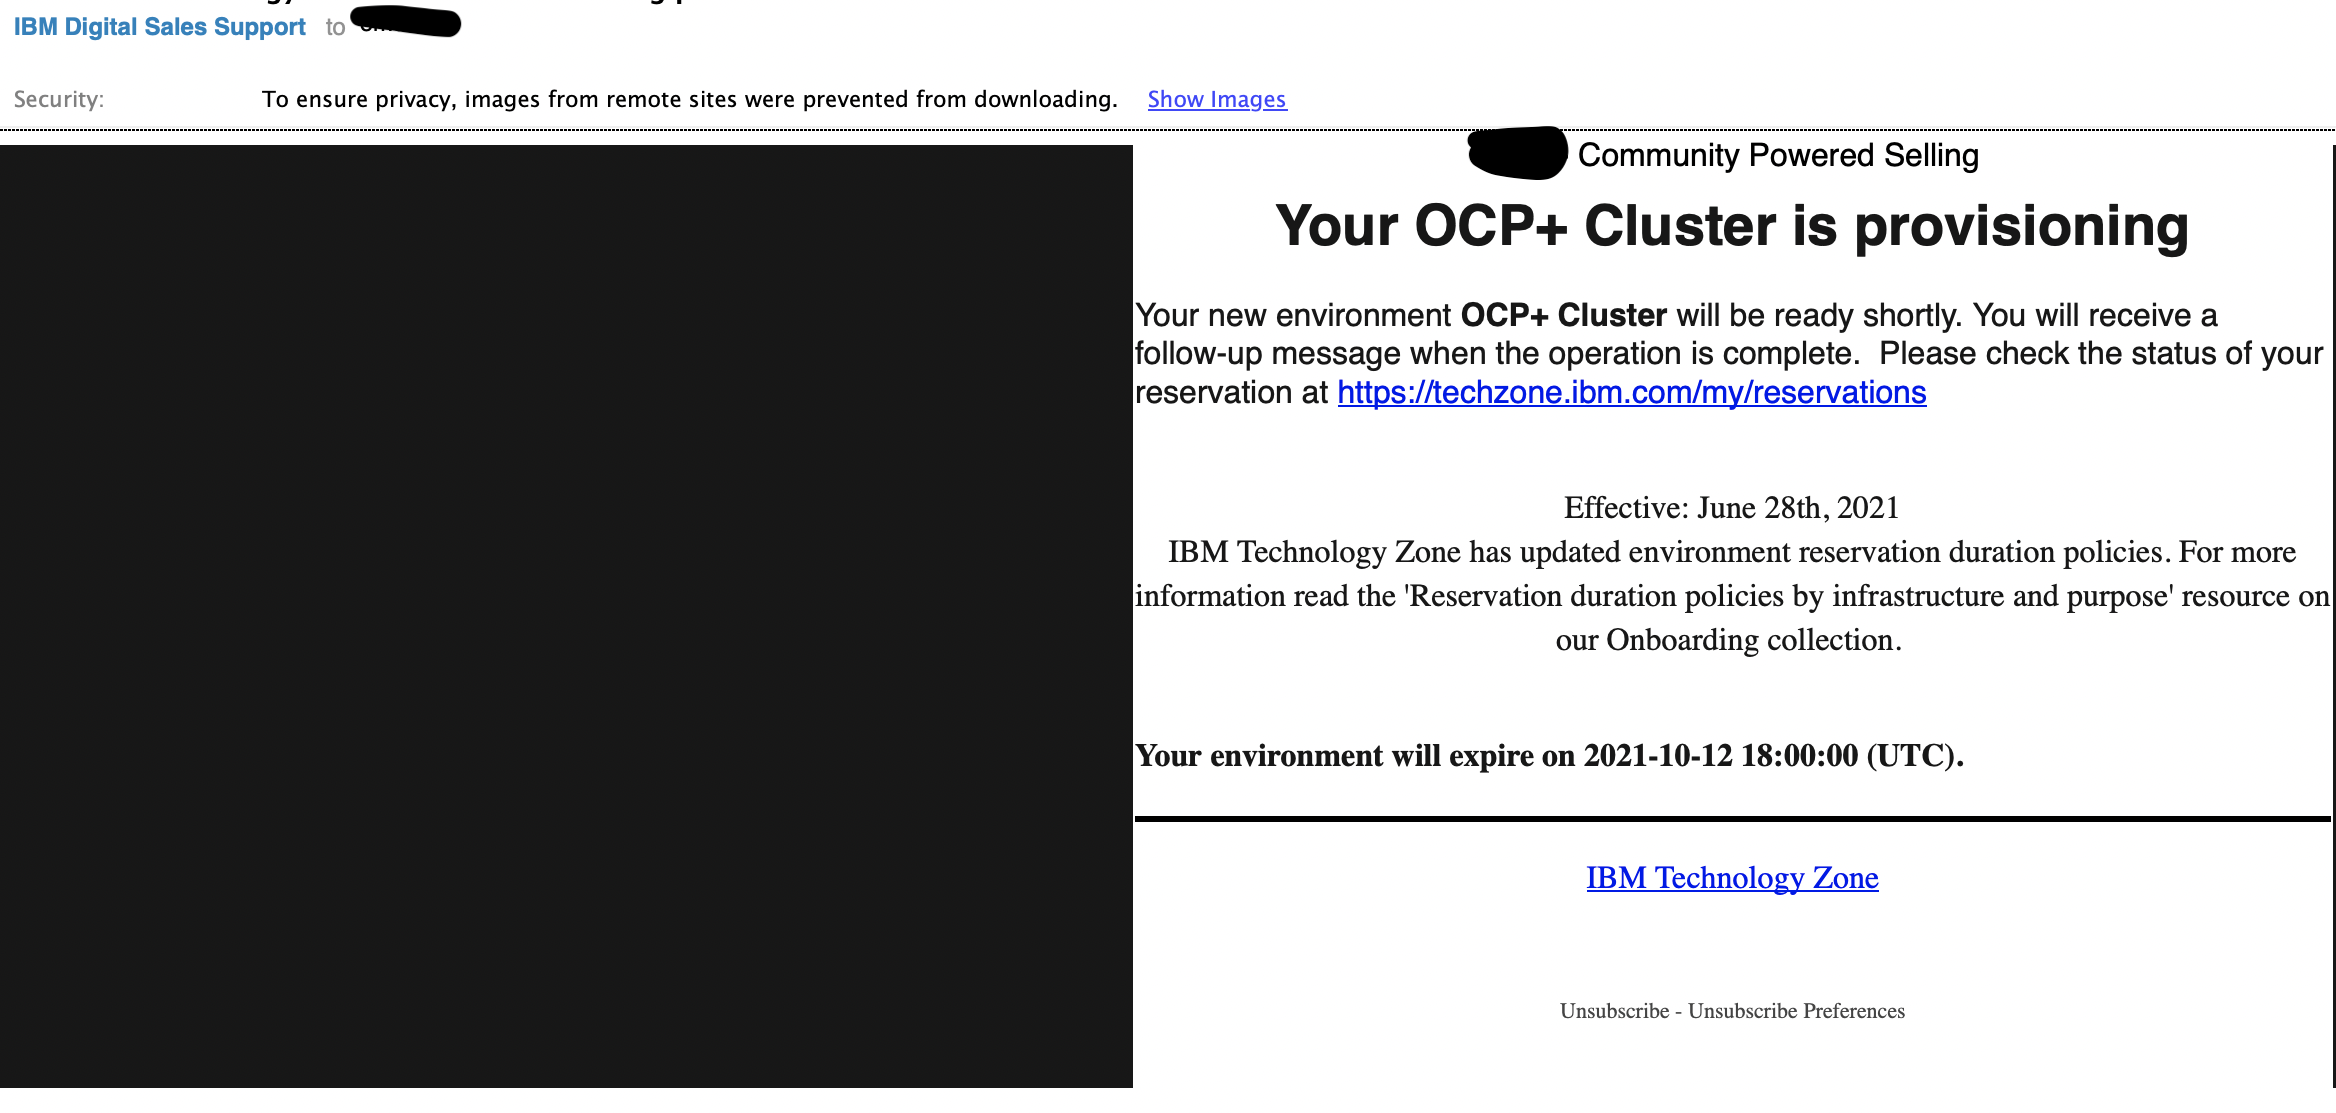 IBM Digital Sales Support to
Security: To ensure privacy, images from remote sites were prevented from downloading. Show Images
Community Powered Selling
Your OCP+ Cluster is provisioning
Your new environment OCP+ Cluster will be ready shortly. You will receive a
follow-up message when the operation is complete. Please check the status of your
reservation at https://techzone.ibm.com/my/reservations
Effective: June 28th, 2021
IBM Technology Zone has updated environment reservation duration policies. For more
information read the 'Reservation duration policies by infrastructure and purpose' resource on
our Onboarding collection.
Your environment will expire on 2021-10-12 18:00:00 (UTC).
IBM Technology Zone
Unsubscribe - Unsubscribe Preferences